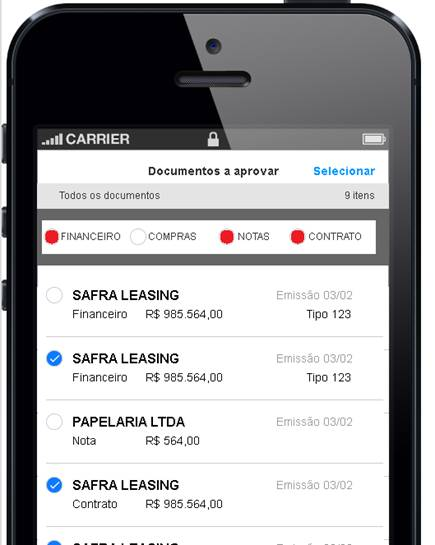 CARRIER
Documentos a aprovar Selecionar
Todos os documentos 9 itens
FINANCEIRO COMPRAS NOTAS CONTRATO
SAFRA LEASING Emissão 03/02
Financeiro R$ 985.564,00 Tipo 123
SAFRA LEASING Emissão 03/02
Financeiro R$ 985.564,00 Tipo 123
PAPELARIA LTDA Emissão 03/02
Nota R$ 564,00
SAFRA LEASING Emissão 03/02
Contrato R$ 985.564,00